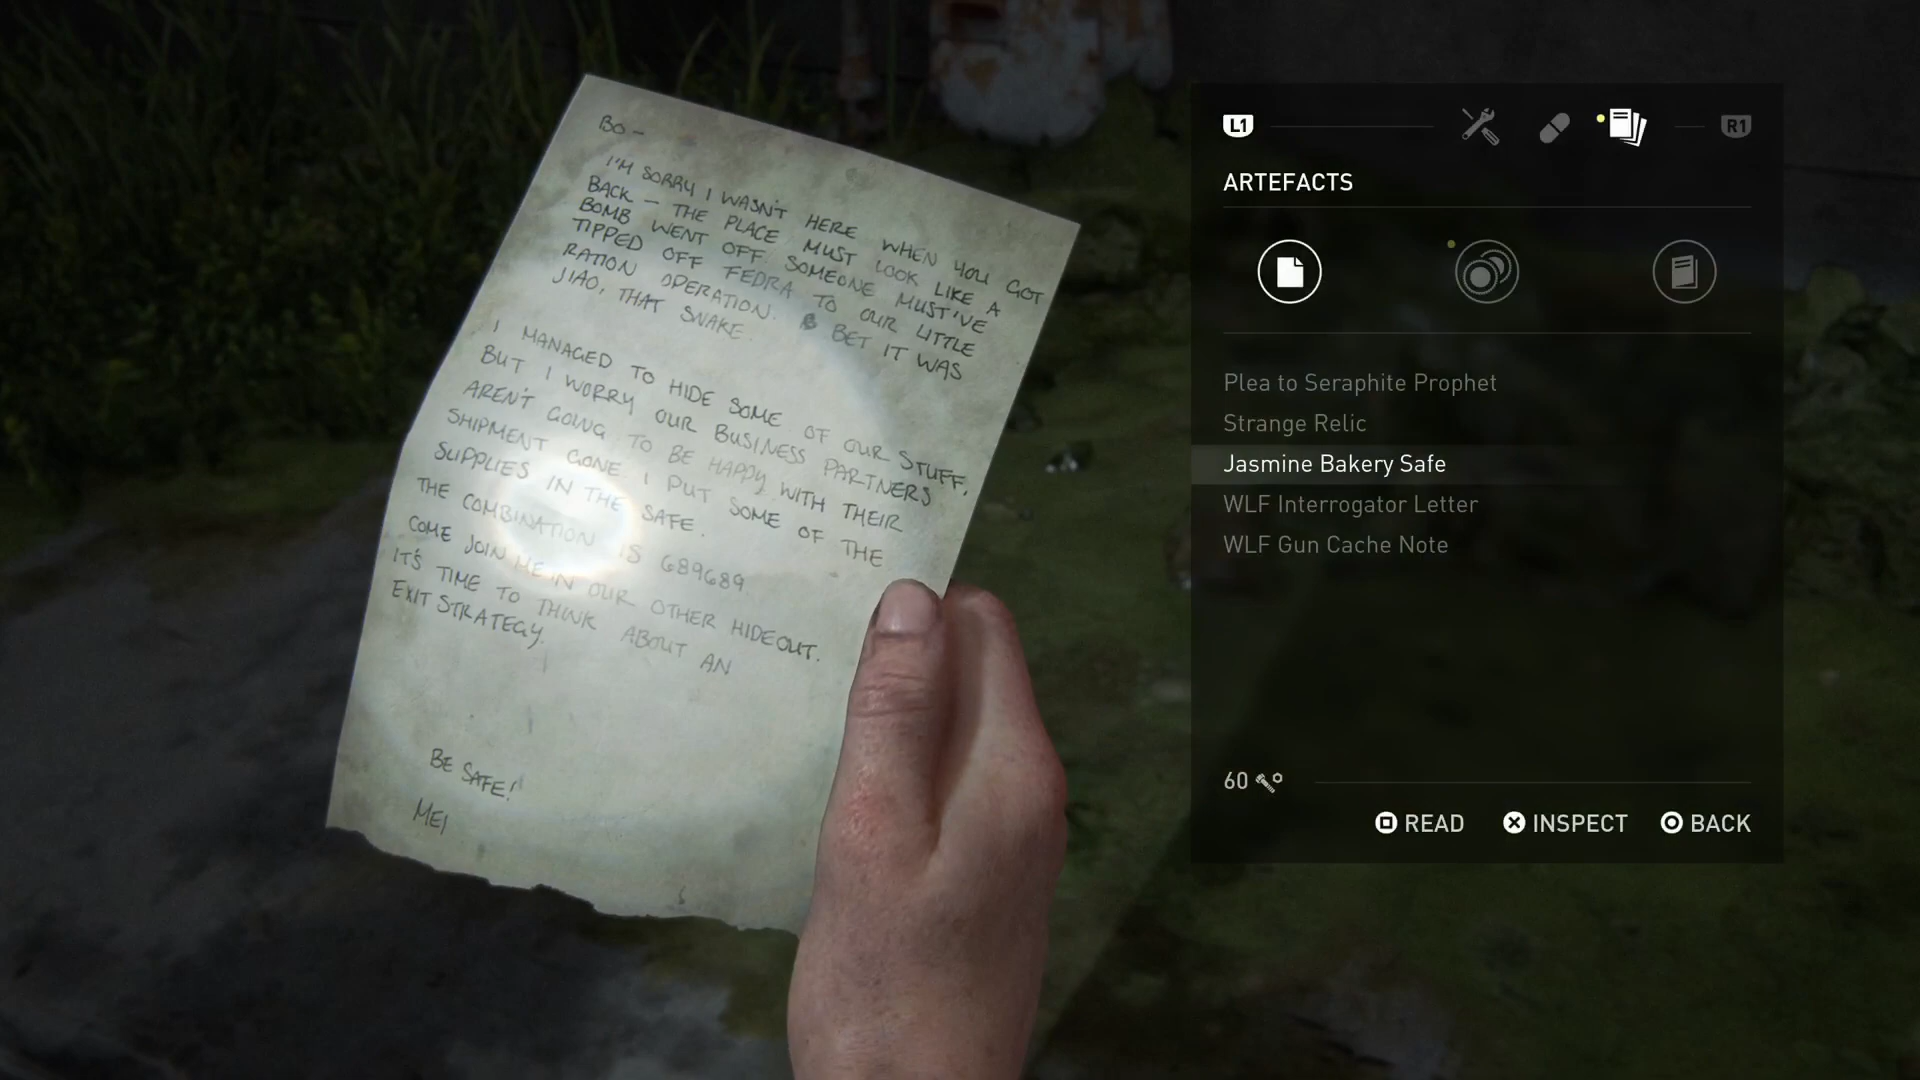 BO -
I'M SORRY I WASN'T HERE WHEN YOU GOT
BACK - THE PLACE MUST LOOK LIKE A
BOMB WENT OFF. SOMEONE MUST'VE
TIPPED OFF FEDRA TO OUR LITTLE
RATION OPERATION. BET IT WAS
JIAO, THAT SNAKE.
I MANAGED TO HIDE SOME OF OUR STUFF,
BUT I WORRY OUR BUSINESS PARTNERS
AREN'T GOING TO BE HAPPY WITH THEIR
SHIPMENT GONE I PUT SOME OF THE
SUPPLIES IN THE SAFE.
THE COMBINATION IS 689689
COME JOIN ME IN OUR OTHER HIDEOUT.
IT'S TIME TO THINK ABOUT AN
EXIT STRATEGY.
BE SAFE!
MEI
L1
R1
ARTEFACTS
Plea to Seraphite Prophet
Strange Relic
Jasmine Bakery Safe
WLF Interrogator Letter
WLF Gun Cache Note
60
READ INSPECT BACK